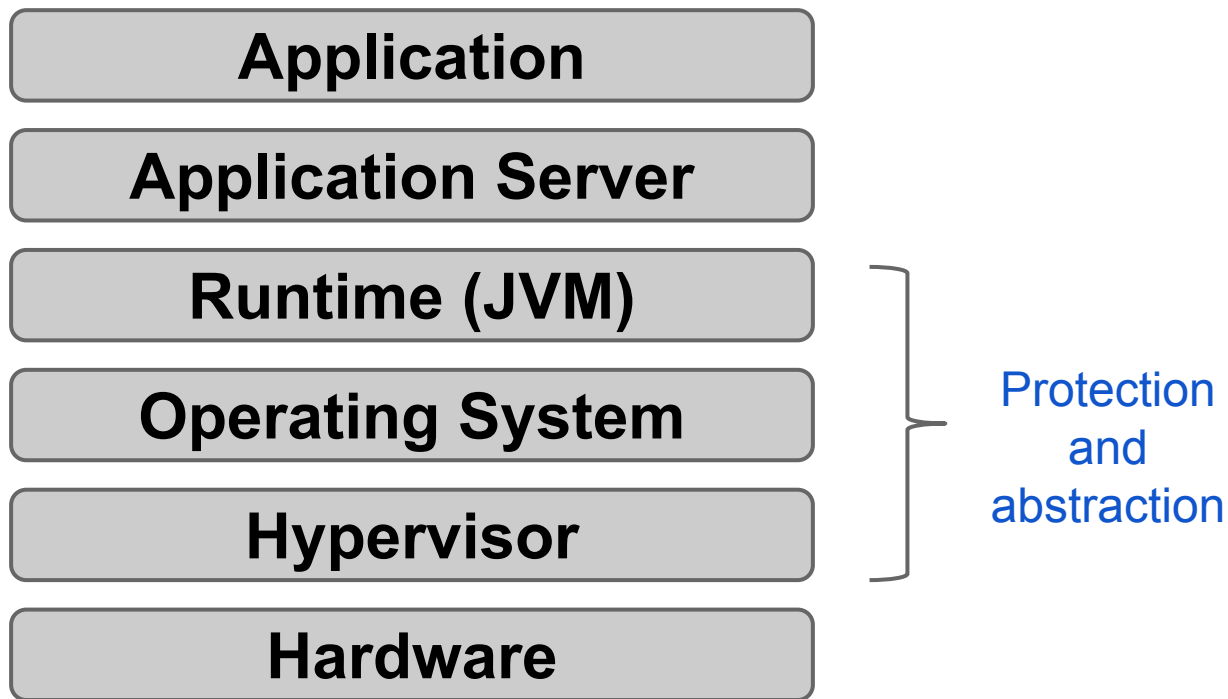 Application
Application Server
Runtime (JVM)
Operating System
Hypervisor
Hardware
Protection
and
abstraction